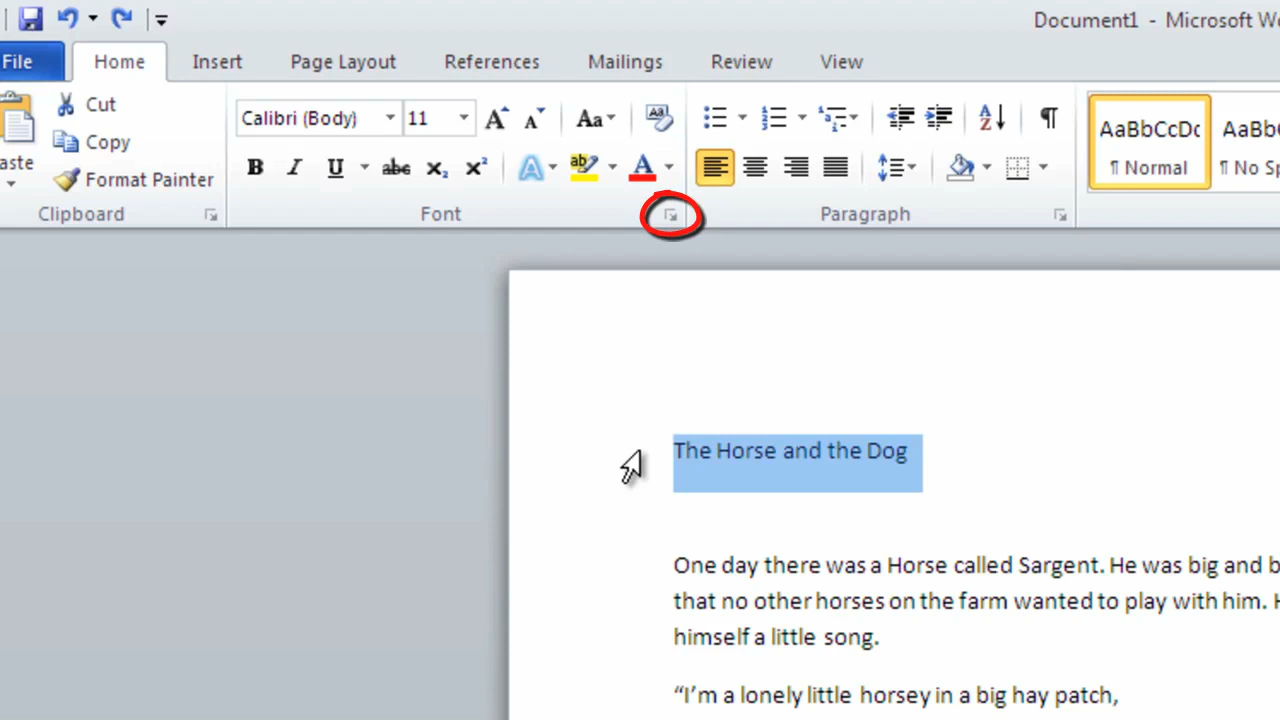 Document1 - Microsoft Wo
File Home Insert Page Layout References Mailings Review View
Cut
Copy
aste
Format Painter
Clipboard
Calibri (Body) 11
Font
Paragraph
AaBbCcDc AaBb
¶ Normal ¶ No Sp
The Horse and the Dog
One day there was a Horse called Sargent. He was big and b
that no other horses on the farm wanted to play with him. H
himself a little song.
“I’m a lonely little horsey in a big hay patch,